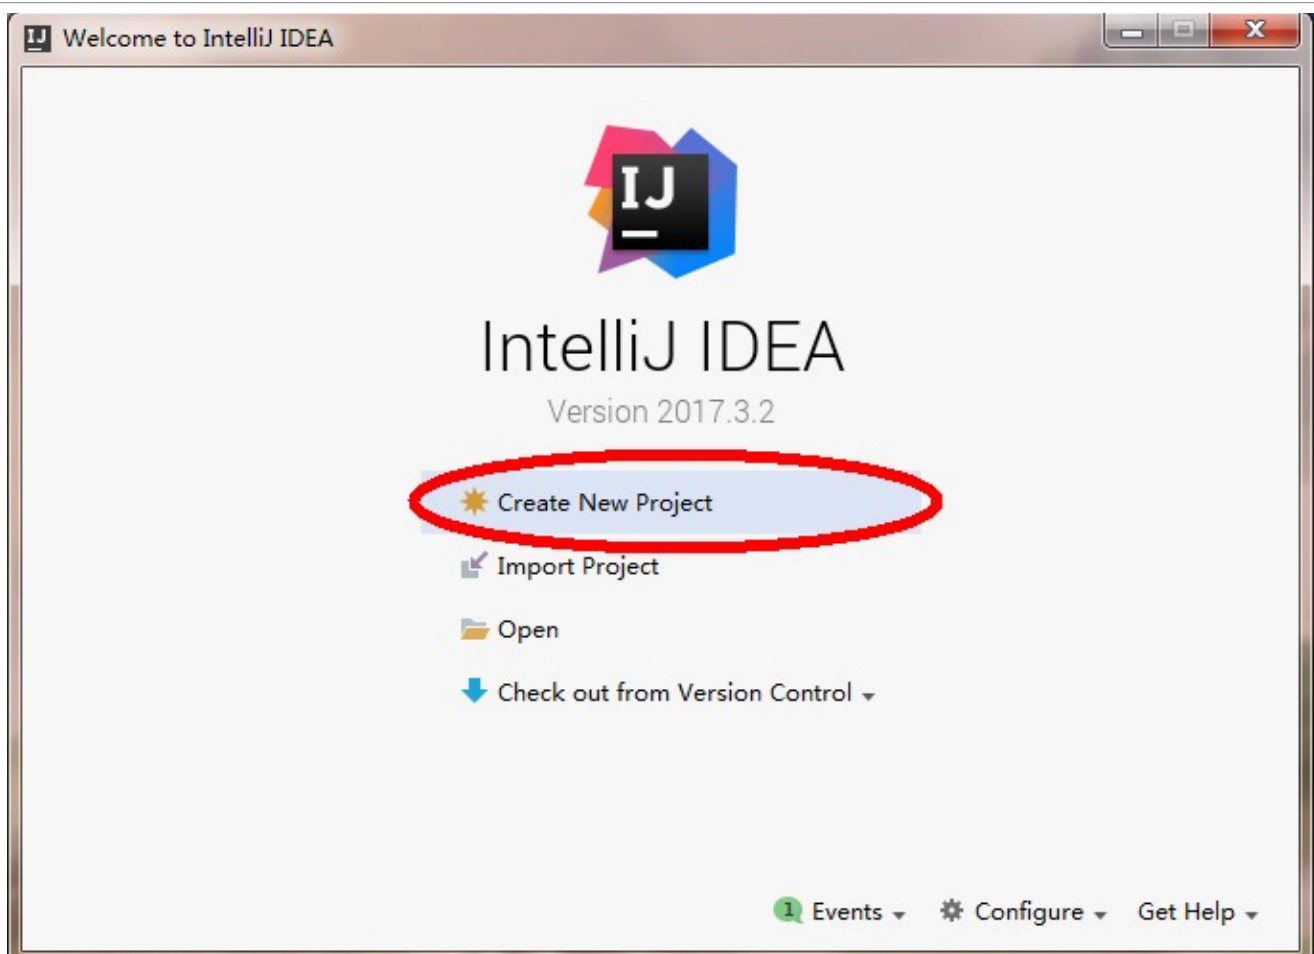 IJ Welcome to IntelliJ IDEA
IJ
IntelliJ IDEA
Version 2017.3.2
Create New Project
Import Project
Open
Check out from Version Control
1 Events Configure Get Help